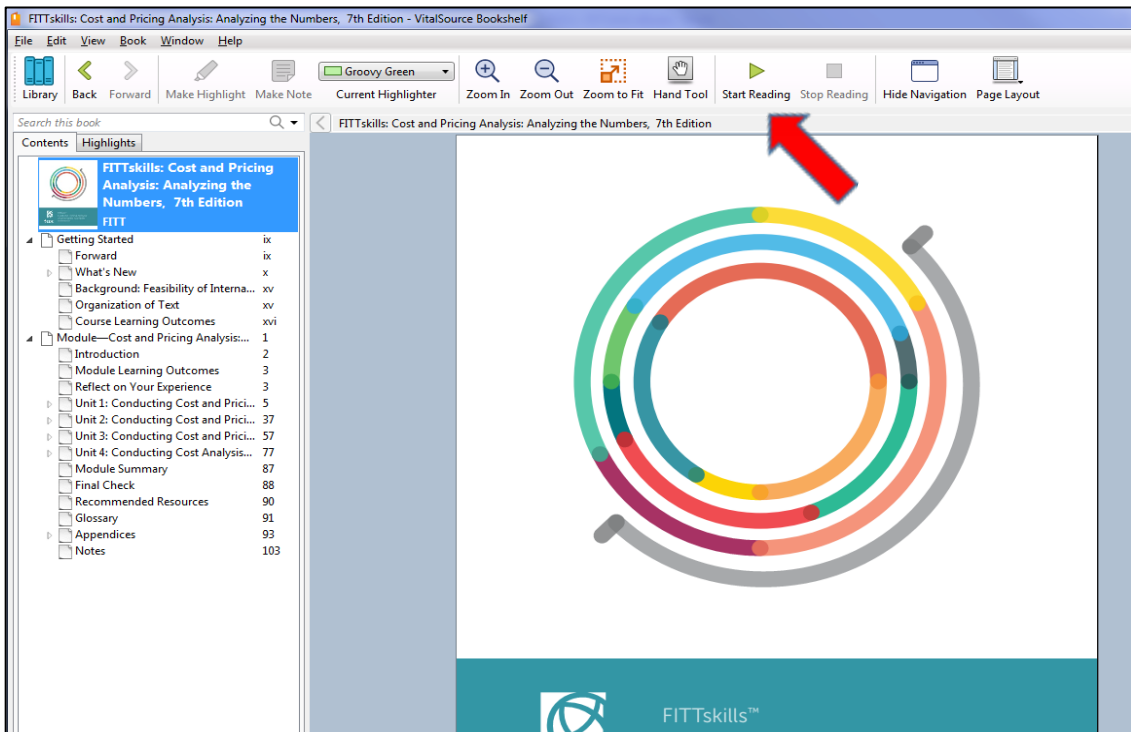 FITTskills: Cost and Pricing Analysis: Analyzing the Numbers, 7th Edition - VitalSource Bookshelf
File Edit View Book Window Help
Groovy Green
Library Back Forward Make Highlight Make Note Current Highlighter Zoom In Zoom Out Zoom to Fit Hand Tool Start Reading Stop Reading Hide Navigation Page Layout
Search this book
FITTskills: Cost and Pricing Analysis: Analyzing the Numbers, 7th Edition
Contents Highlights
FITTskills: Cost and Pricing
Analysis: Analyzing the
Numbers, 7th Edition
FITT
Getting Started ix
Forward ix
What's New x
Background: Feasibility of Interna... xv
Organization of Text xv
Course Learning Outcomes xvi
Module—Cost and Pricing Analysis:... 1
Introduction 2
Module Learning Outcomes 3
Reflect on Your Experience 3
Unit 1: Conducting Cost and Prici... 5
Unit 2: Conducting Cost and Prici... 37
Unit 3: Conducting Cost and Prici... 57
Unit 4: Conducting Cost Analysis... 77
Module Summary 87
Final Check 88
Recommended Resources 90
Glossary 91
Appendices 93
Notes 103
FITTskills™